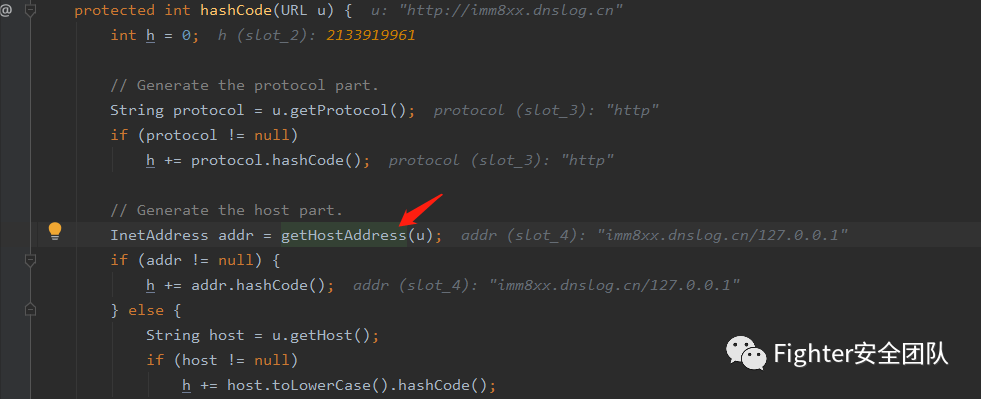 @ protected int hashCode(URL u) { u: "http://imm8xx.dnslog.cn"
int h = 0; h (slot_2): 2133919961
// Generate the protocol part.
String protocol = u.getProtocol(); protocol (slot_3): "http"
if (protocol != null)
h += protocol.hashCode(); protocol (slot_3): "http"
// Generate the host part.
InetAddress addr = getHostAddress(u); addr (slot_4): "imm8xx.dnslog.cn/127.0.0.1"
if (addr != null) {
h += addr.hashCode(); addr (slot_4): "imm8xx.dnslog.cn/127.0.0.1"
} else {
String host = u.getHost();
if (host != null)
h += host.toLowerCase().hashCode();
Fighter安全团队